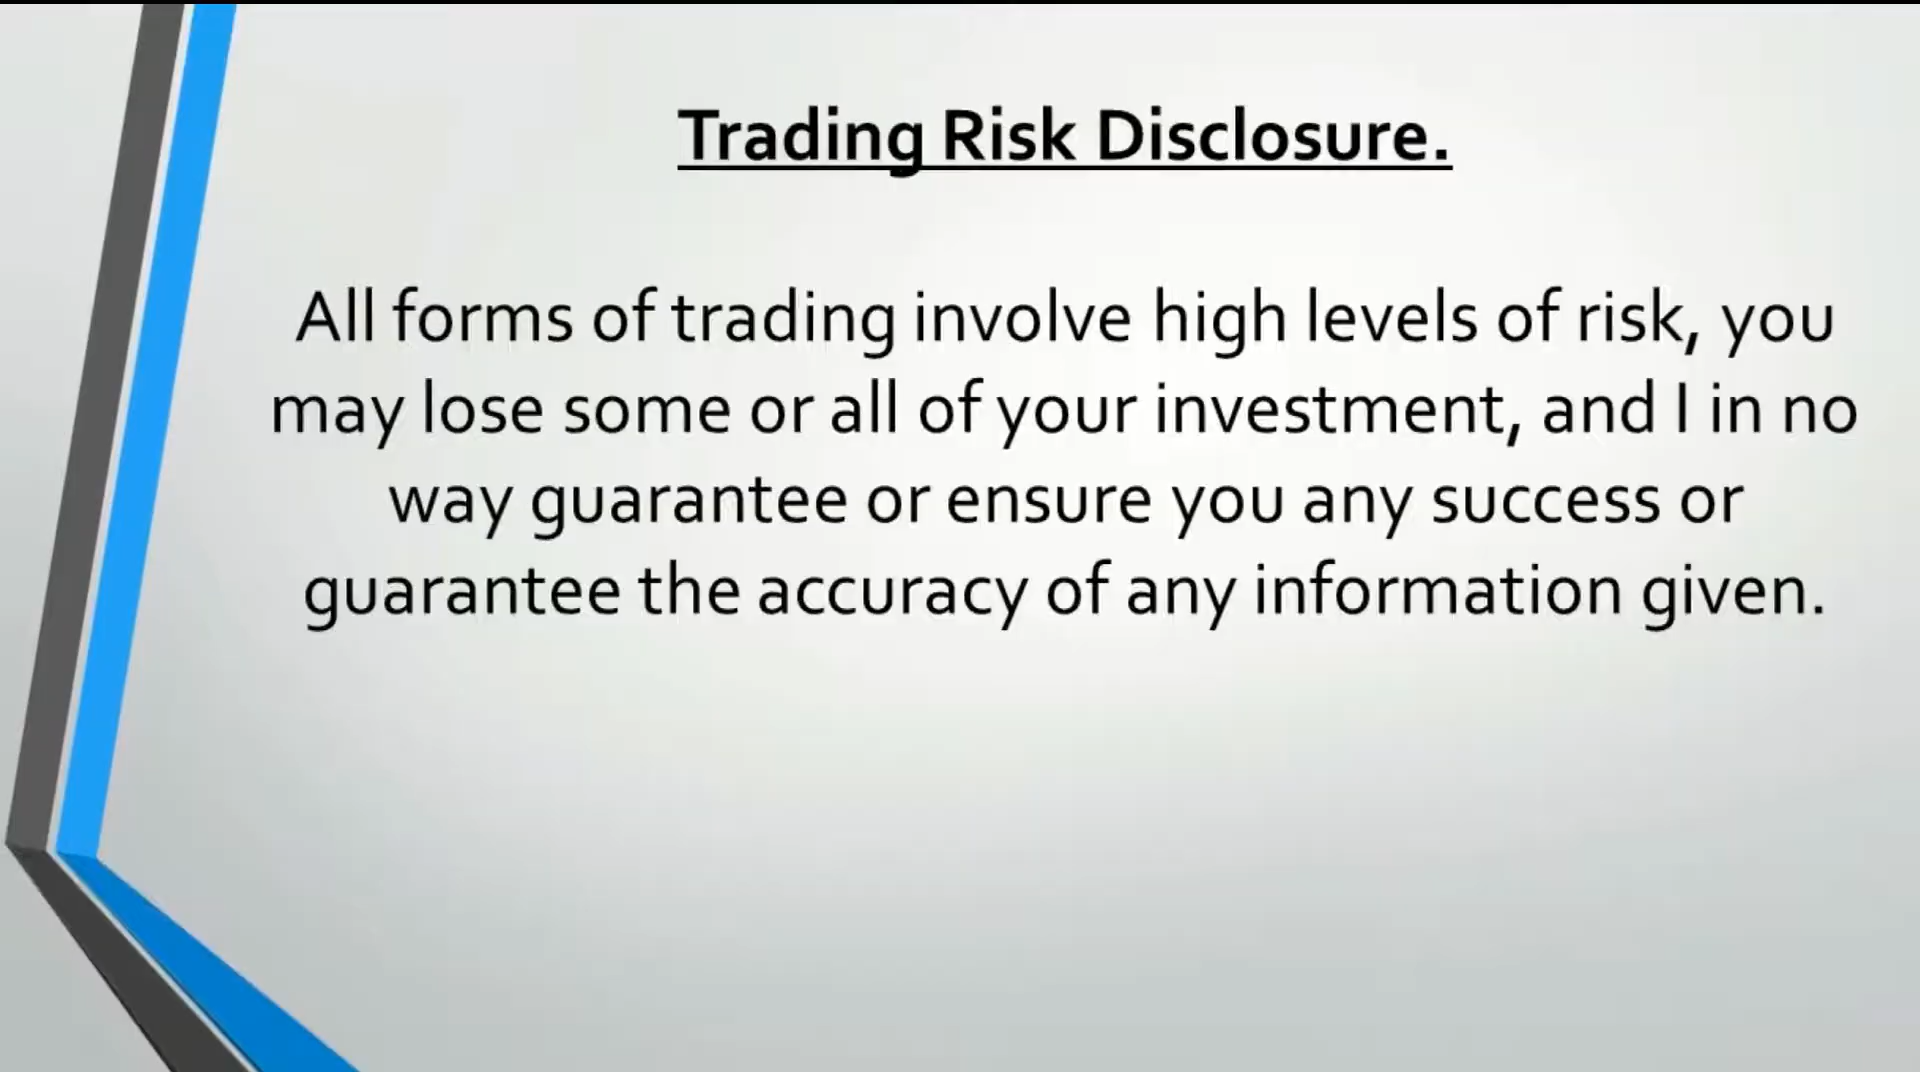 Trading Risk Disclosure.
All forms of trading involve high levels of risk, you
may lose some or all of your investment, and I in no
way guarantee or ensure you any success or
guarantee the accuracy of any information given.